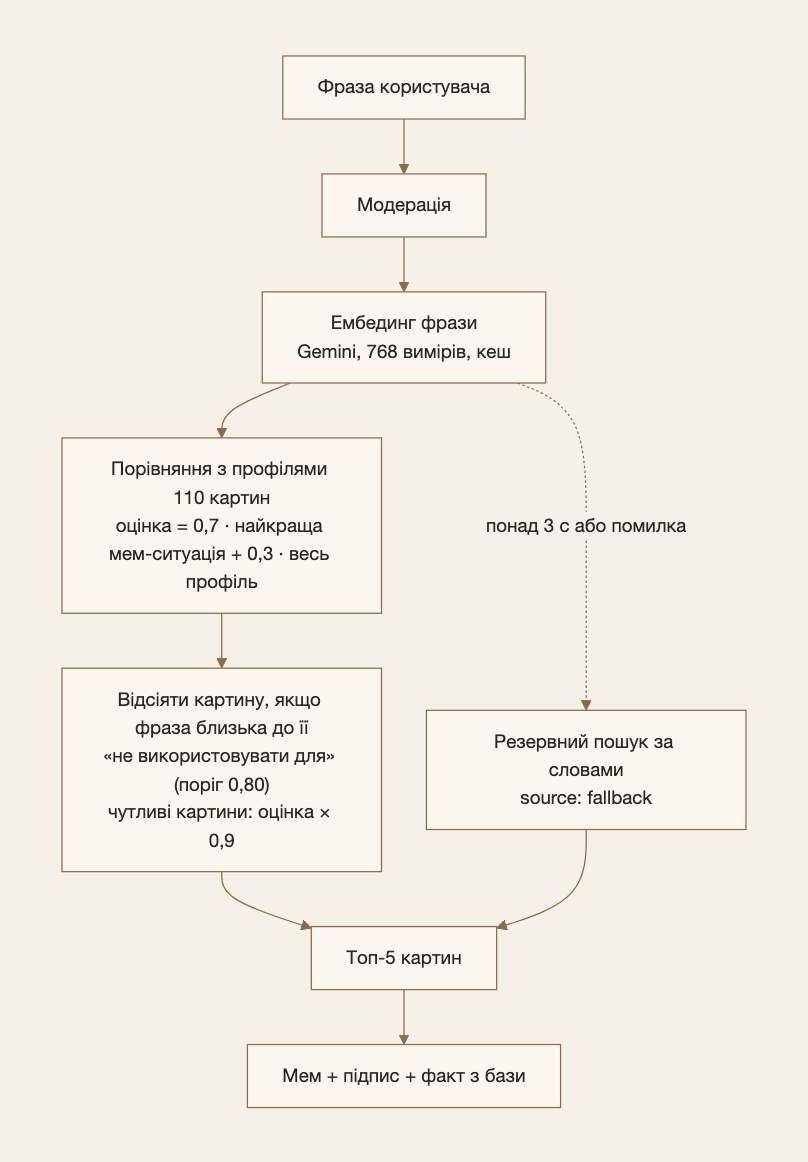 Фраза користувача
Модерація
Ембединг фрази
Gemini, 768 вимірів, кеш
Порівняння з профілями
110 картин
оцінка = 0,7 · найкраща
мем-ситуація + 0,3 · весь
профіль
понад 3 с або помилка
Відсіяти картину, якщо
фраза близька до її
«не використовувати для»
(поріг 0,80)
чутливі картини: оцінка ×
0,9
Резервний пошук за
словами
source: fallback
Топ-5 картин
Мем + підпис + факт з бази